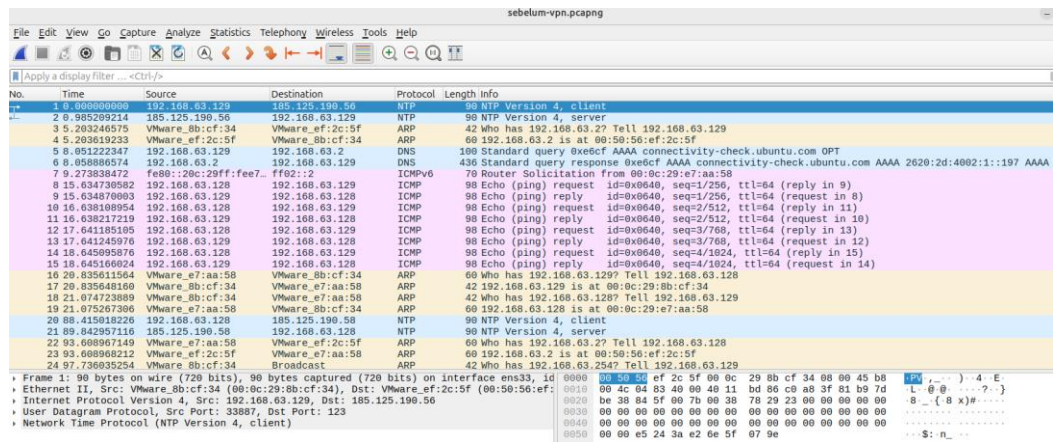 sebelum-vpn.pcapng
File Edit View Go Capture Analyze Statistics Telephony Wireless Tools Help
Apply a display filter ... <Ctrl-/>
No. Time Source Destination Protocol Length Info
1 0.000000000 192.168.63.129 185.125.190.56 NTP 90 NTP Version 4, client
2 0.985209214 185.125.190.56 192.168.63.129 NTP 90 NTP Version 4, server
3 5.203246575 VMware_8b:cf:34 VMware_ef:2c:5f ARP 42 Who has 192.168.63.2? Tell 192.168.63.129
4 5.203619233 VMware_ef:2c:5f VMware_8b:cf:34 ARP 60 192.168.63.2 is at 00:50:56:ef:2c:5f
5 8.051222347 192.168.63.129 192.168.63.2 DNS 100 Standard query 0xe6cf AAAA connectivity-check.ubuntu.com OPT
6 8.058886574 192.168.63.2 192.168.63.129 DNS 436 Standard query response 0xe6cf AAAA connectivity-check.ubuntu.com AAAA 2620:2d:4002:1::197 AAAA
7 9.273838472 fe80::20c:29ff:fee7… ff02::2 ICMPv6 70 Router Solicitation from 00:0c:29:e7:aa:58
8 15.634730582 192.168.63.128 192.168.63.129 ICMP 98 Echo (ping) request id=0x0640, seq=1/256, ttl=64 (reply in 9)
9 15.634870003 192.168.63.129 192.168.63.128 ICMP 98 Echo (ping) reply id=0x0640, seq=1/256, ttl=64 (request in 8)
10 16.638108954 192.168.63.128 192.168.63.129 ICMP 98 Echo (ping) request id=0x0640, seq=2/512, ttl=64 (reply in 11)
11 16.638217219 192.168.63.129 192.168.63.128 ICMP 98 Echo (ping) reply id=0x0640, seq=2/512, ttl=64 (request in 10)
12 17.641185105 192.168.63.128 192.168.63.129 ICMP 98 Echo (ping) request id=0x0640, seq=3/768, ttl=64 (reply in 13)
13 17.641245976 192.168.63.129 192.168.63.128 ICMP 98 Echo (ping) reply id=0x0640, seq=3/768, ttl=64 (request in 12)
14 18.645095876 192.168.63.128 192.168.63.129 ICMP 98 Echo (ping) request id=0x0640, seq=4/1024, ttl=64 (reply in 15)
15 18.645166024 192.168.63.129 192.168.63.128 ICMP 98 Echo (ping) reply id=0x0640, seq=4/1024, ttl=64 (request in 14)
16 20.835611564 VMware_e7:aa:58 VMware_8b:cf:34 ARP 60 Who has 192.168.63.129? Tell 192.168.63.128
17 20.835648160 VMware_8b:cf:34 VMware_e7:aa:58 ARP 42 192.168.63.129 is at 00:0c:29:8b:cf:34
18 21.074723889 VMware_8b:cf:34 VMware_e7:aa:58 ARP 42 Who has 192.168.63.128? Tell 192.168.63.129
19 21.075267306 VMware_e7:aa:58 VMware_8b:cf:34 ARP 60 192.168.63.128 is at 00:0c:29:e7:aa:58
20 88.415018226 192.168.63.128 185.125.190.58 NTP 90 NTP Version 4, client
21 89.842957116 185.125.190.58 192.168.63.128 NTP 90 NTP Version 4, server
22 93.608967149 VMware_ef:2c:5f VMware_e7:aa:58 ARP 60 Who has 192.168.63.128? Tell 192.168.63.2
23 93.608968212 VMware_e7:aa:58 VMware_ef:2c:5f ARP 60 192.168.63.2 is at 00:50:56:ef:2c:5f
24 97.736035254 VMware_8b:cf:34 Broadcast ARP 42 Who has 192.168.63.254? Tell 192.168.63.129
Frame 1: 90 bytes on wire (720 bits), 90 bytes captured (720 bits) on interface ens33, id
Ethernet II, Src: VMware_8b:cf:34 (00:0c:29:8b:cf:34), Dst: VMware_ef:2c:5f (00:50:56:ef:
Internet Protocol Version 4, Src: 192.168.63.129, Dst: 185.125.190.56
User Datagram Protocol, Src Port: 33887, Dst Port: 123
Network Time Protocol (NTP Version 4, client)
0000 00 50 56 ef 2c 5f 00 0c 29 8b cf 34 08 00 45 b8
0010 00 4c 04 83 40 00 40 11 bd 86 c0 a8 3f 81 b9 7d
0020 be 38 84 5f 00 7b 00 38 78 29 23 00 00 00 00 00
0030 00 00 00 00 00 00 00 00 00 00 00 00 00 00 00 00
0040 00 00 00 00 00 00 00 00 00 00 00 00 00 00 00 00
0050 00 00 e5 24 3a e2 6e 5f 07 9e